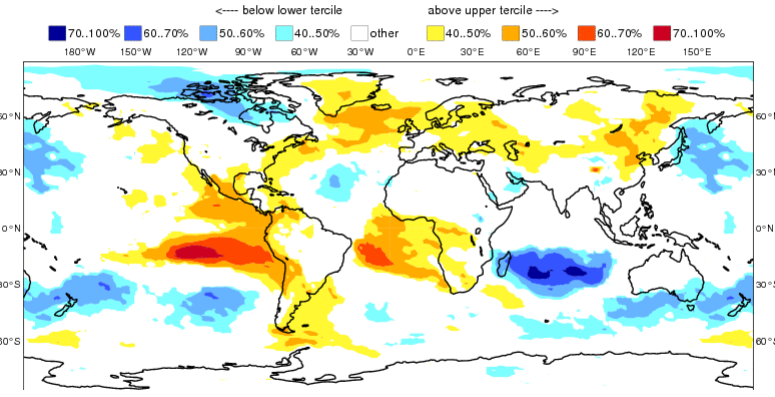 <---- below lower tercile above upper tercile ---->
70..100% 60..70% 50..60% 40..50% other 40..50% 50..60% 60..70% 70..100%
180°W 150°W 120°W 90°W 60°W 30°W 0°E 30°E 60°E 90°E 120°E 150°E
60°N 60°N
30°N 30°N
0°N 0°N
30°S 30°S
60°S 60°S